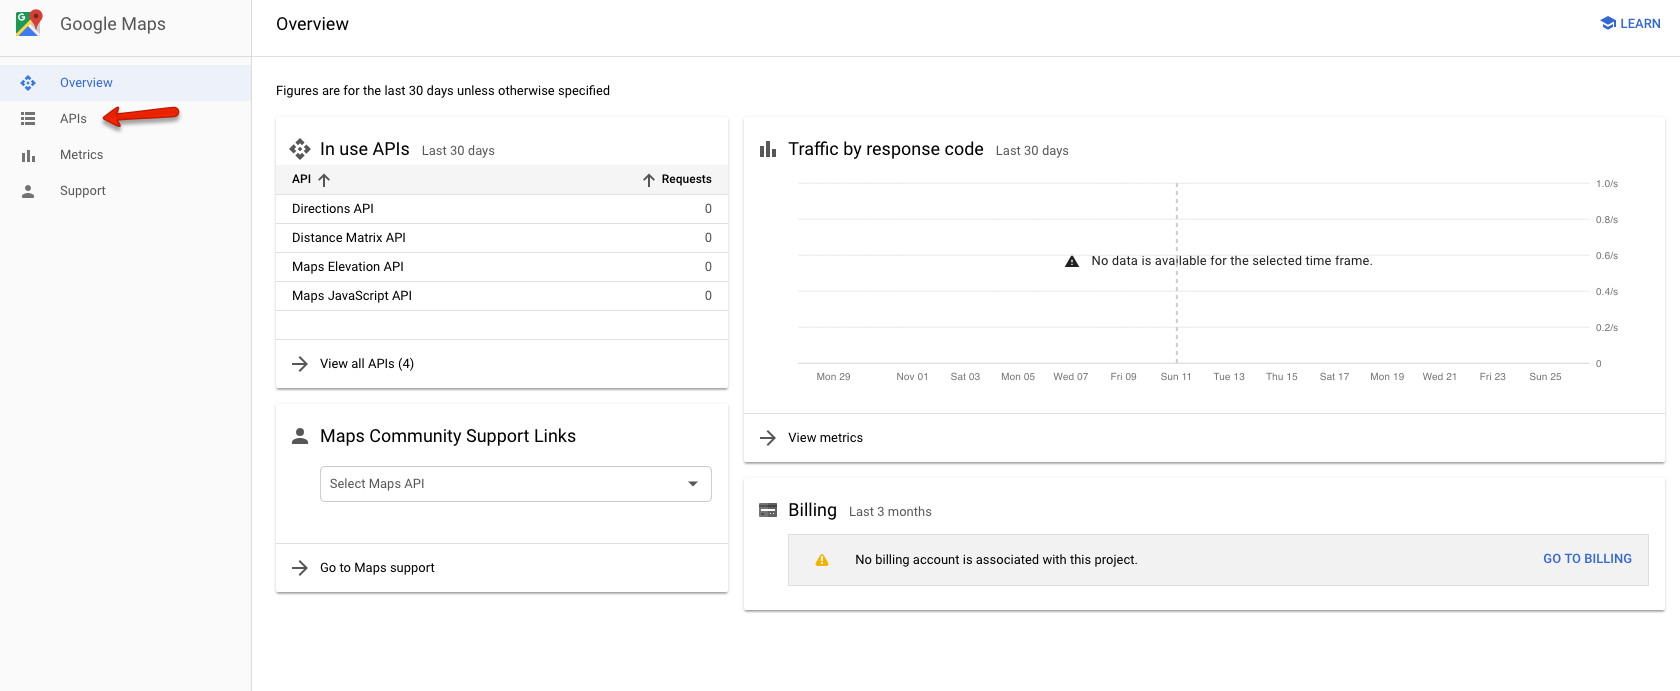 Google Maps
Overview
LEARN
Overview
APIs
Metrics
Support
Figures are for the last 30 days unless otherwise specified
In use APIs Last 30 days
API Requests
Directions API 0
Distance Matrix API 0
Maps Elevation API 0
Maps JavaScript API 0
View all APIs (4)
Maps Community Support Links
Select Maps API
Go to Maps support
Traffic by response code Last 30 days
1.0/s
0.8/s
0.6/s
No data is available for the selected time frame.
0.4/s
0.2/s
0
Mon 29 Nov 01 Sat 03 Mon 05 Wed 07 Fri 09 Sun 11 Tue 13 Thu 15 Sat 17 Mon 19 Wed 21 Fri 23 Sun 25
View metrics
Billing Last 3 months
No billing account is associated with this project. GO TO BILLING